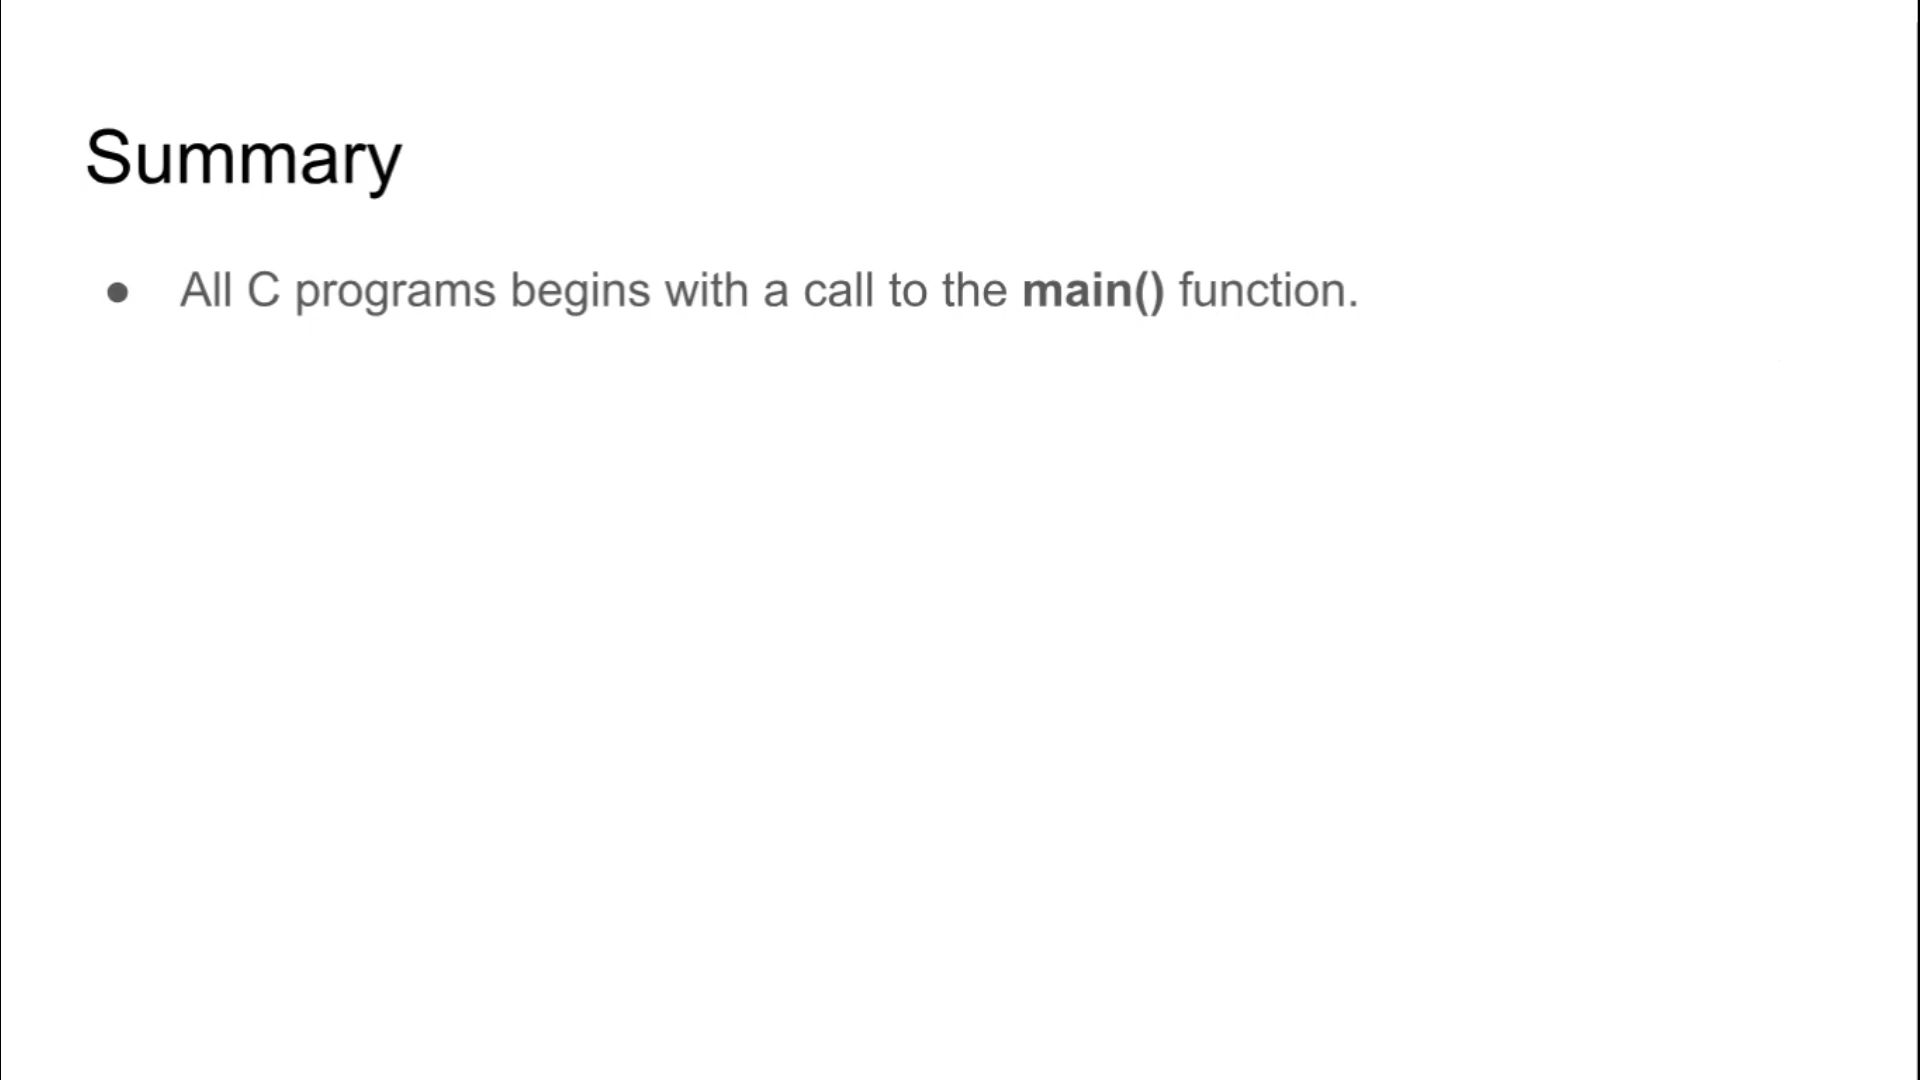 Summary
● All C programs begins with a call to the main() function.